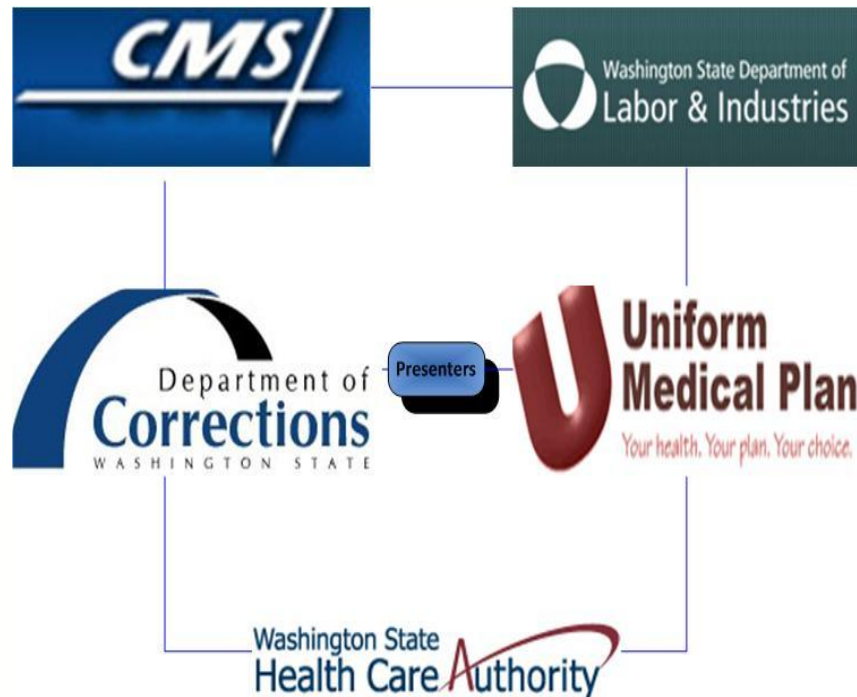 CMS
Washington State Department of
Labor & Industries
Department of
Corrections
WASHINGTON STATE
Presenters
Uniform
Medical Plan
Your health. Your plan. Your choice.
Washington State
Health Care Authority